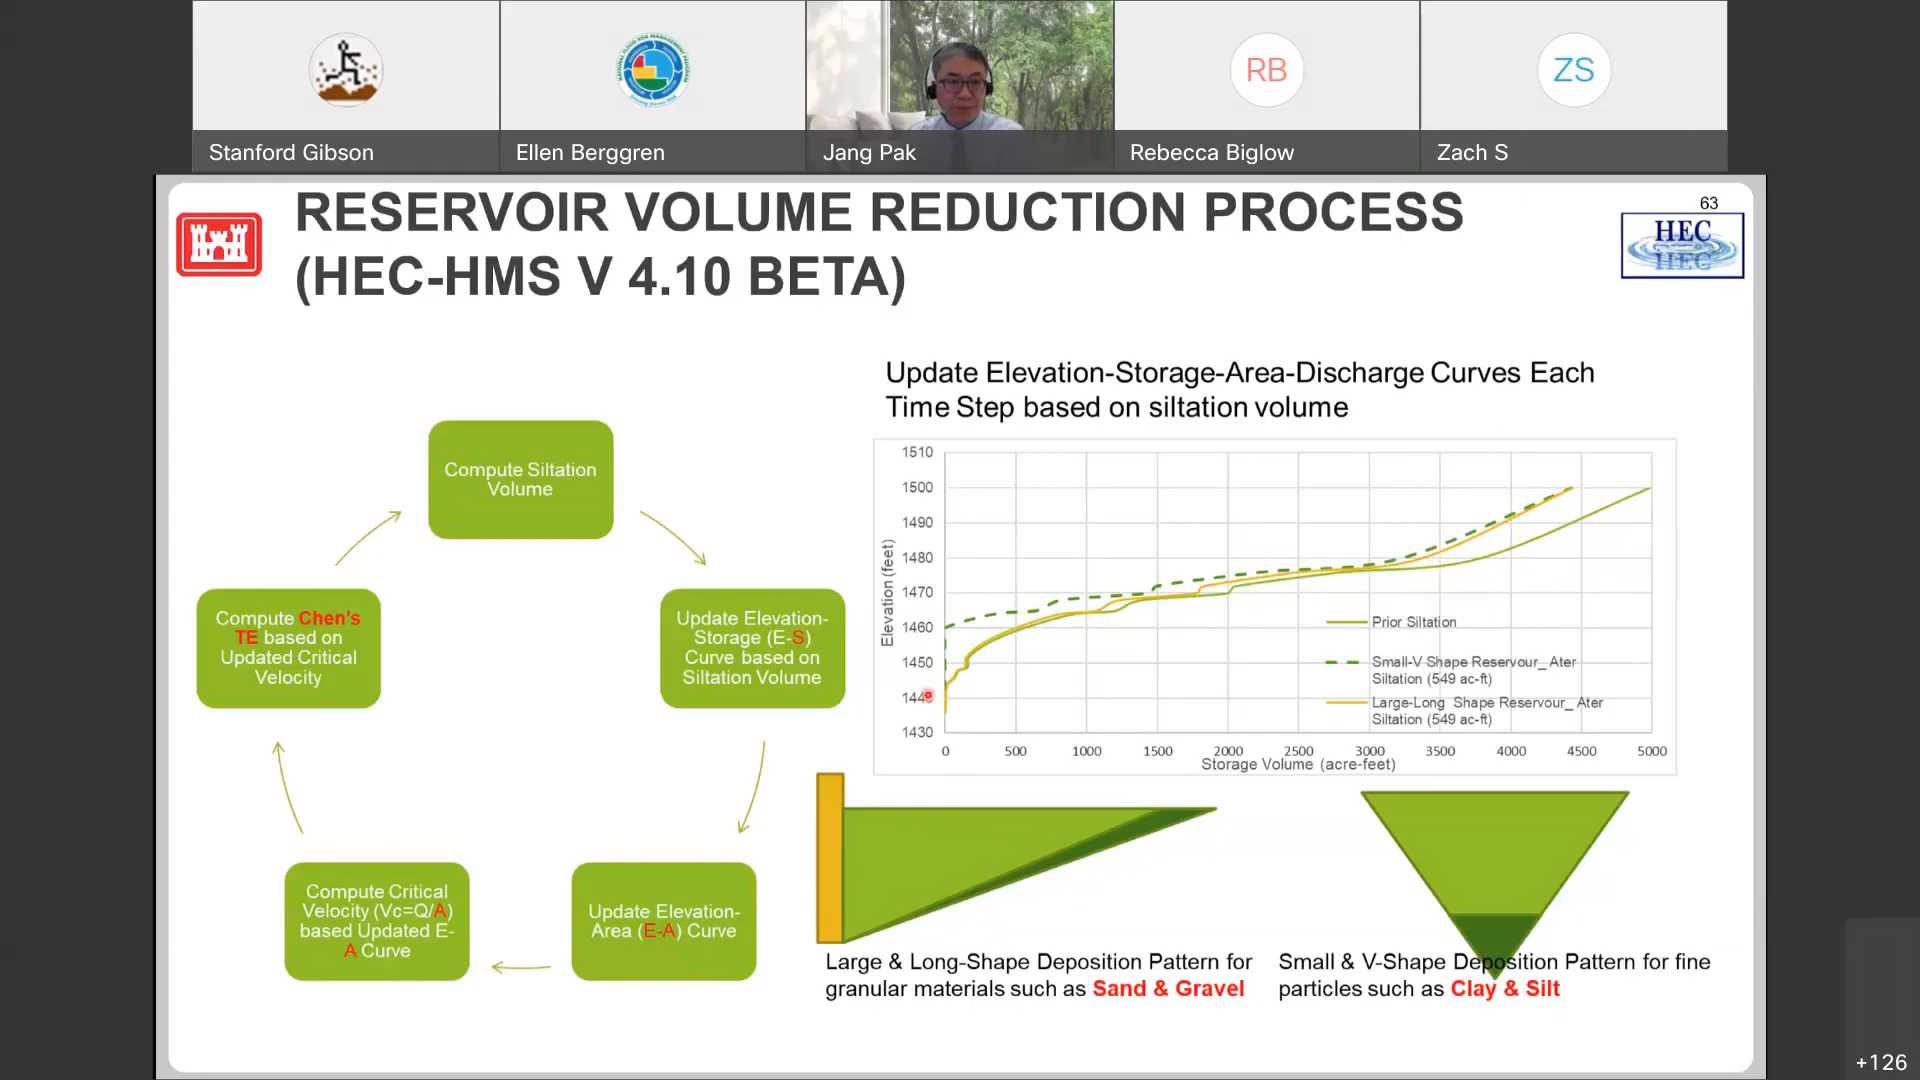 RB
ZS
Stanford Gibson
Ellen Berggren
Jang Pak
Rebecca Biglow
Zach S
RESERVOIR VOLUME REDUCTION PROCESS
(HEC-HMS V 4.10 BETA)
63
HEC
HEC
Compute Siltation
Volume
Update Elevation-
Storage (E-S)
Curve based on
Siltation Volume
Update Elevation-
Area (E-A) Curve
Compute Critical
Velocity (Vc=Q/A)
based Updated E-
A Curve
Compute Chen's
TE based on
Updated Critical
Velocity
Update Elevation-Storage-Area-Discharge Curves Each
Time Step based on siltation volume
1510
1500
1490
1480
1470
1460
1450
1440
1430
Elevation (feet)
Prior Siltation
Small-V Shape Reservour_ Ater
Siltation (549 ac-ft)
Large-Long Shape Reservour_ Ater
Siltation (549 ac-ft)
0 500 1000 1500 2000 2500 3000 3500 4000 4500 5000
Storage Volume (acre-feet)
Large & Long-Shape Deposition Pattern for
granular materials such as Sand & Gravel
Small & V-Shape Deposition Pattern for fine
particles such as Clay & Silt
+126